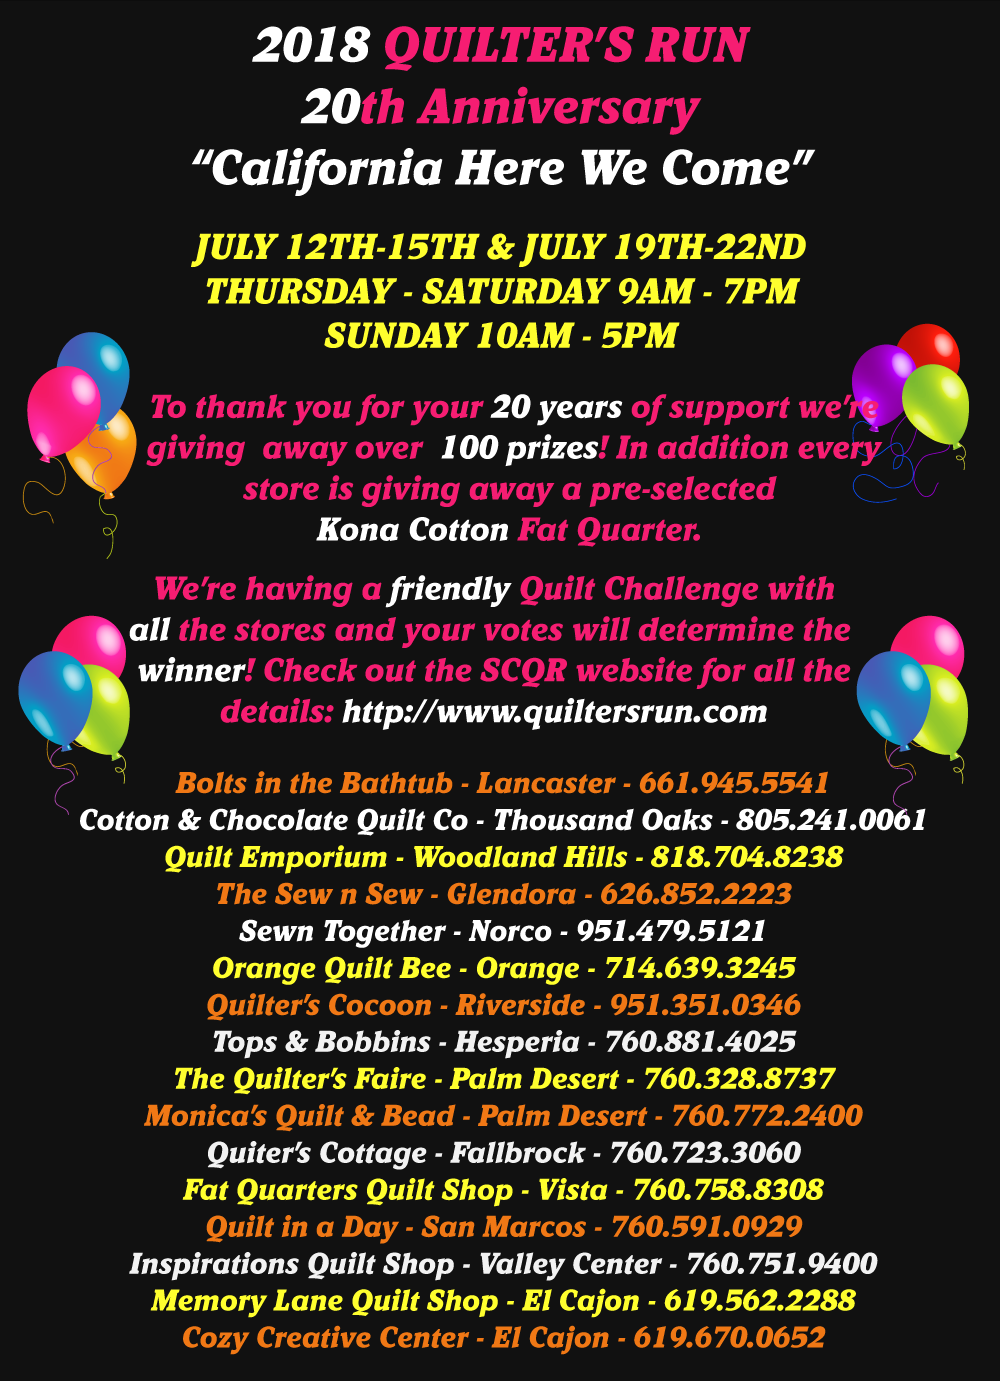 2018 QUILTER'S RUN
20th Anniversary
“California Here We Come”
JULY 12TH-15TH & JULY 19TH-22ND
THURSDAY - SATURDAY 9AM - 7PM
SUNDAY 10AM - 5PM
To thank you for your 20 years of support we're
giving away over 100 prizes! In addition every
store is giving away a pre-selected
Kona Cotton Fat Quarter.
We're having a friendly Quilt Challenge with
all the stores and your votes will determine the
winner! Check out the SCQR website for all the
details: http://www.quiltersrun.com
Bolts in the Bathtub - Lancaster - 661.945.5541
Cotton & Chocolate Quilt Co - Thousand Oaks - 805.241.0061
Quilt Emporium - Woodland Hills - 818.704.8238
The Sew n Sew - Glendora - 626.852.2223
Sewn Together - Norco - 951.479.5121
Orange Quilt Bee - Orange - 714.639.3245
Quilter's Cocoon - Riverside - 951.351.0346
Tops & Bobbins - Hesperia - 760.881.4025
The Quilter's Faire - Palm Desert - 760.328.8737
Monica's Quilt & Bead - Palm Desert - 760.772.2400
Quiter's Cottage - Fallbrock - 760.723.3060
Fat Quarters Quilt Shop - Vista - 760.758.8308
Quilt in a Day - San Marcos - 760.591.0929
Inspirations Quilt Shop - Valley Center - 760.751.9400
Memory Lane Quilt Shop - El Cajon - 619.562.2288
Cozy Creative Center - El Cajon - 619.670.0652